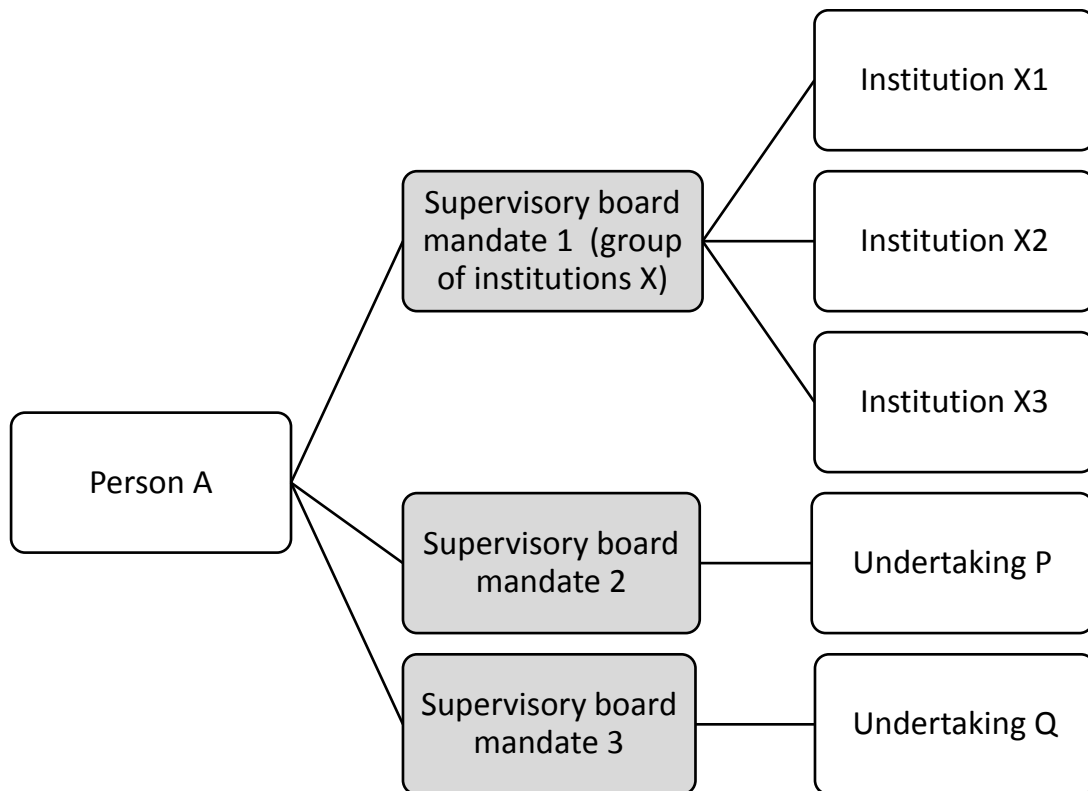 Institution X1
Supervisory board
mandate 1 (group
of institutions X)
Institution X2
Institution X3
Person A
Supervisory board
mandate 2
Undertaking P
Supervisory board
mandate 3
Undertaking Q